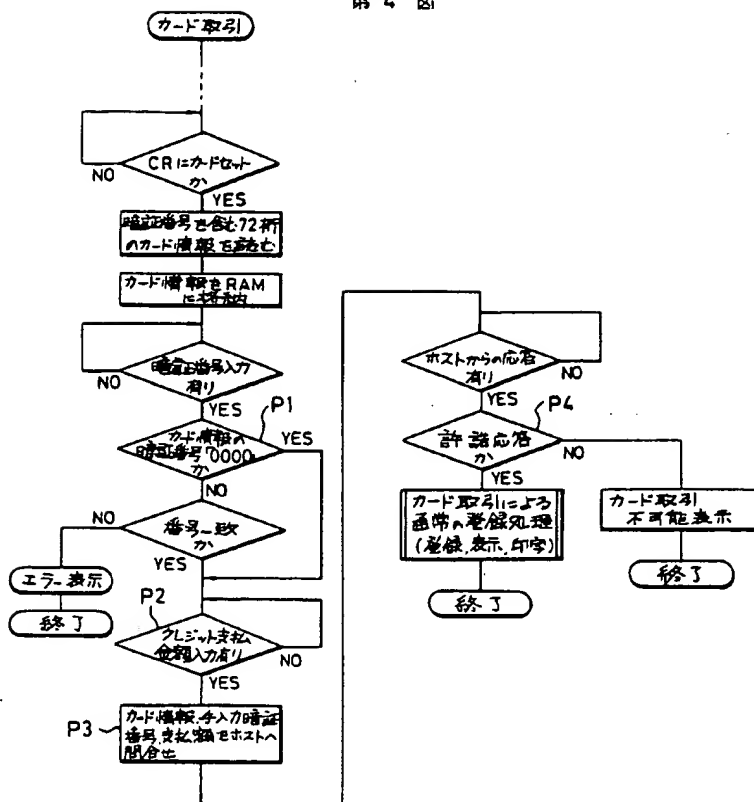 第 4 図
カード取引
CRにカードセット
か
NO
YES
暗証番号を含む72桁
のカード情報を読む
カード情報をRAM
に格納
暗証番号入力
有り
NO
YES
P1
カード情報の
暗証番号「0000」
か
YES
NO
番号一致
か
NO
YES
エラー表示
終了
P2
クレジット支払
金額入力有り
NO
YES
P3
カード情報、手入力暗証
番号、支払額でホストへ
問合せ
ホストからの応答
有り
NO
YES
P4
許諾応答
か
NO
YES
カード取引による
通常の登録処理
(登録、表示、印字)
終了
カード取引
不可能表示
終了